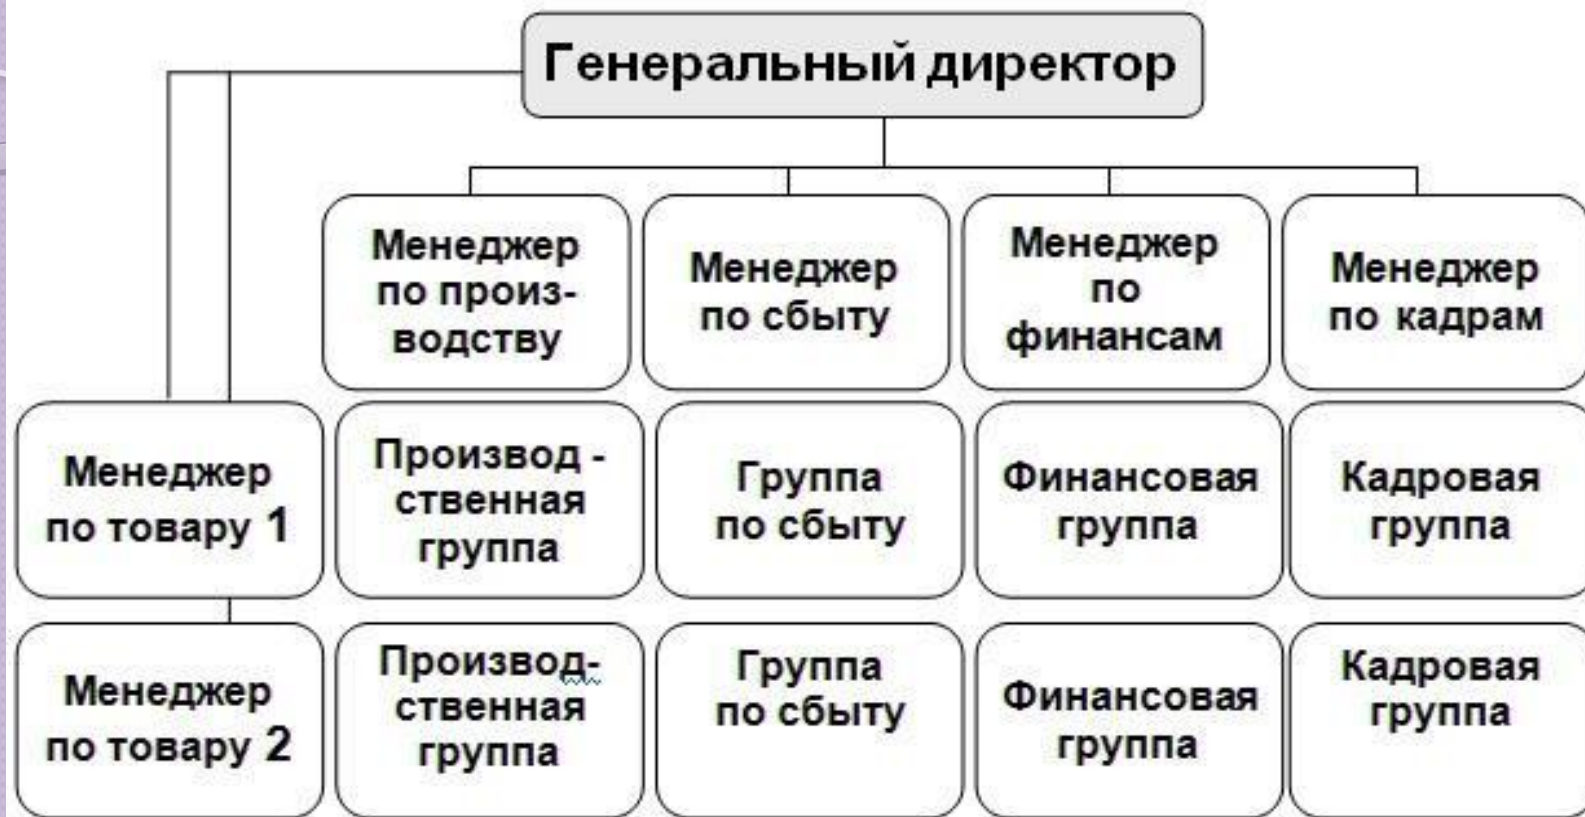 Генеральный директор
Менеджер
по произ-
водству
Менеджер
по сбыту
Менеджер
по
финансам
Менеджер
по кадрам
Менеджер
по товару 1
Производ -
ственная
группа
Группа
по сбыту
Финансовая
группа
Кадровая
группа
Менеджер
по товару 2
Производ-
ственная
группа
Группа
по сбыту
Финансовая
группа
Кадровая
группа